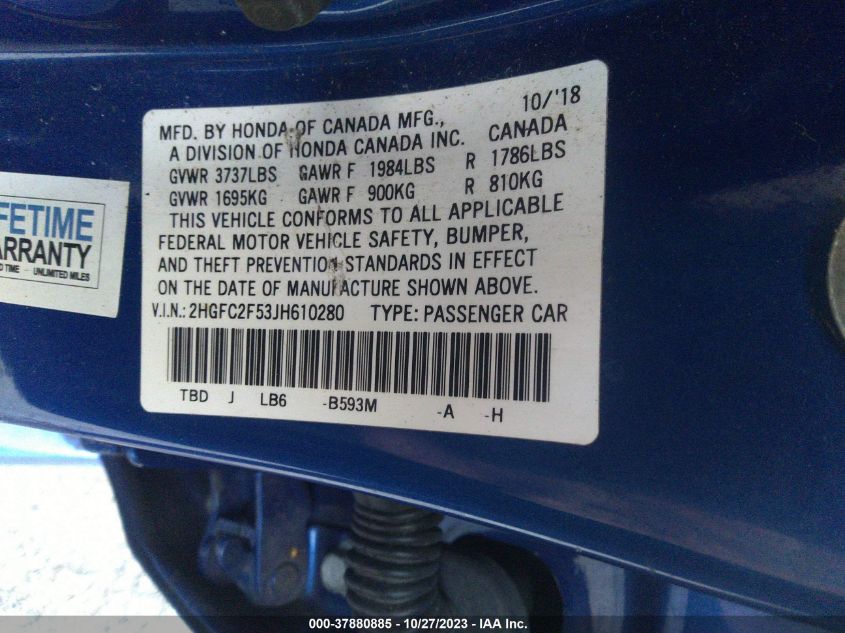 10/'18
MFD. BY HONDA OF CANADA MFG., CANADA
A DIVISION OF HONDA CANADA INC.
GVWR 3737LBS GAWR F 1984LBS R 1786LBS
GVWR 1695KG GAWR F 900KG R 810KG
THIS VEHICLE CONFORMS TO ALL APPLICABLE
FEDERAL MOTOR VEHICLE SAFETY, BUMPER,
AND THEFT PREVENTION STANDARDS IN EFFECT
ON THE DATE OF MANUFACTURE SHOWN ABOVE.
V.I.N.: 2HGFC2F53JH610280 TYPE: PASSENGER CAR
TBD J LB6 -B593M -A -H
FETIME
ARRANTY
TIME - UNLIMITED MILES
000-37880885 - 10/27/2023 - IAA Inc.